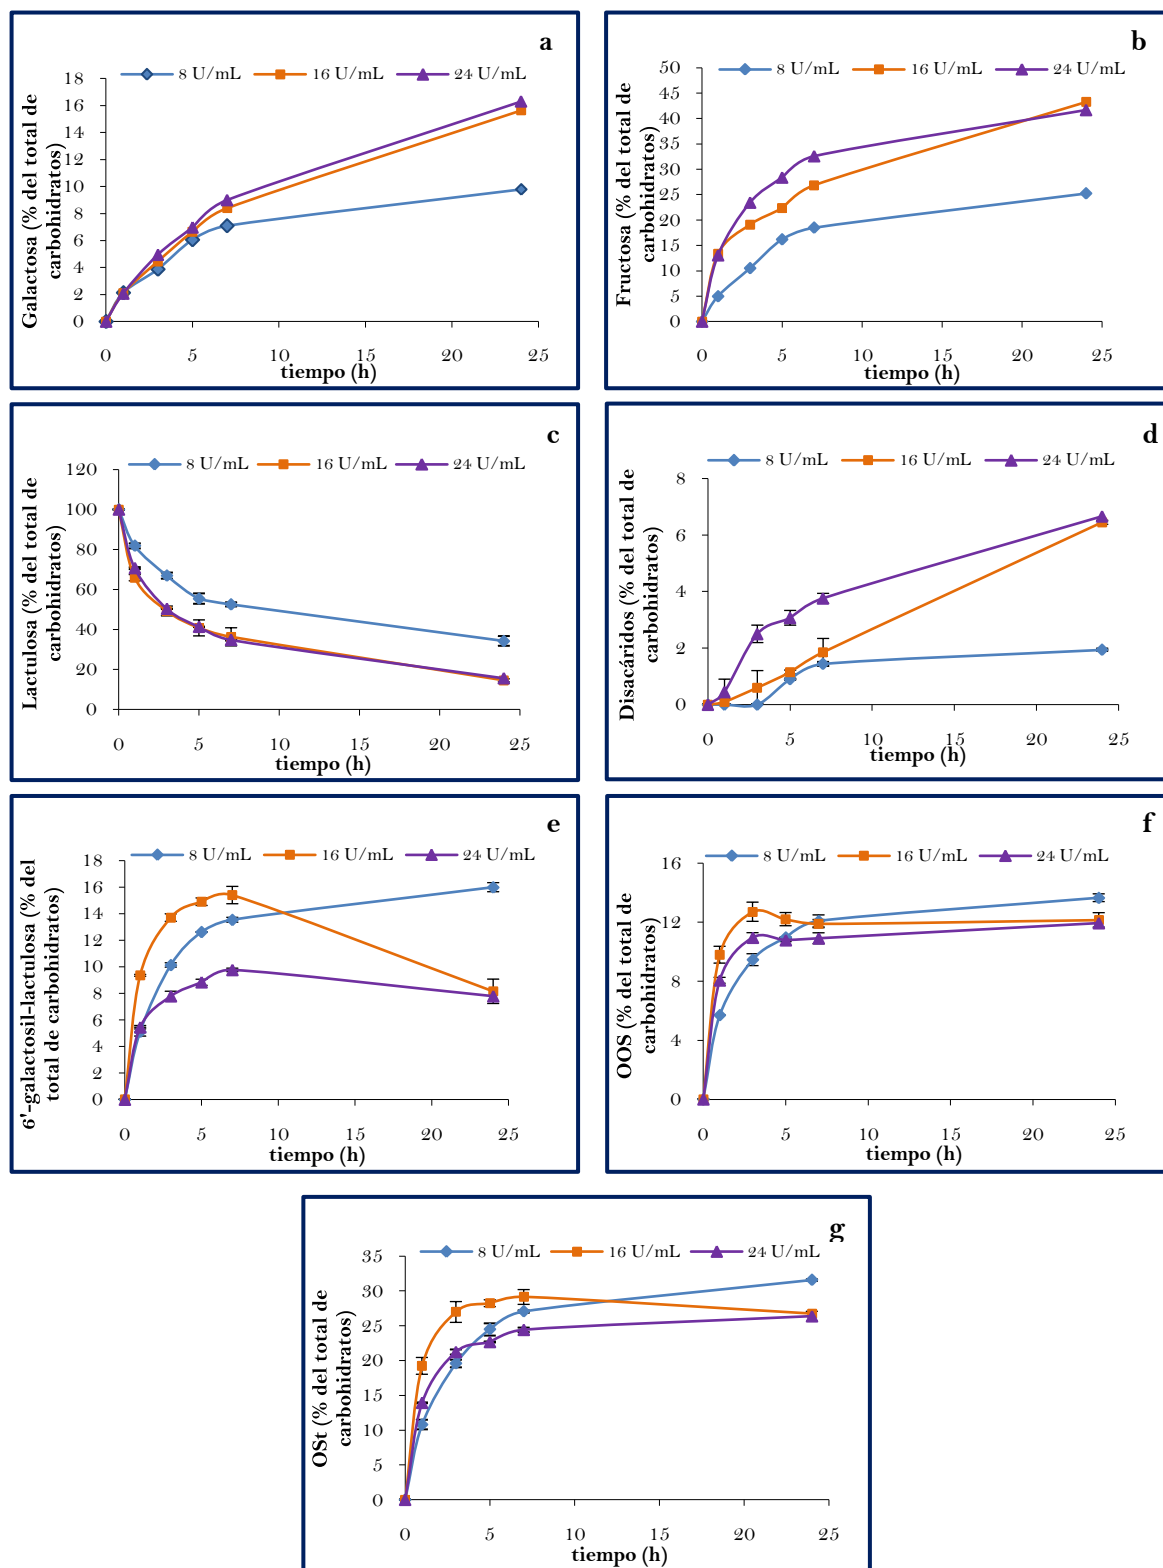 a
8 U/mL 16 U/mL 24 U/mL
Galactosa (% del total de
carbohidratos)
18
16
14
12
10
8
6
4
2
0
0 5 10 15 20 25
tiempo (h)
b
8 U/mL 16 U/mL 24 U/mL
Fructosa (% del total de
carbohidratos)
50
45
40
35
30
25
20
15
10
5
0
0 5 10 15 20 25
tiempo (h)
c
8 U/mL 16 U/mL 24 U/mL
Lactulosa (% del total de
carbohidratos)
120
100
80
60
40
20
0
0 5 10 15 20 25
tiempo (h)
d
8 U/mL 16 U/mL 24 U/mL
Disacáridos (% del total de
carbohidratos)
8
6
4
2
0
0 5 10 15 20 25
tiempo (h)
e
8 U/mL 16 U/mL 24 U/mL
6'-galactosil-lactulosa (% del
total de carbohidratos)
18
16
14
12
10
8
6
4
2
0
0 5 10 15 20 25
tiempo (h)
f
8 U/mL 16 U/mL 24 U/mL
OOS (% del total de
carbohidratos)
16
12
8
4
0
0 5 10 15 20 25
tiempo (h)
g
8 U/mL 16 U/mL 24 U/mL
OSt (% del total de
carbohidratos)
35
30
25
20
15
10
5
0
0 5 10 15 20 25
tiempo (h)